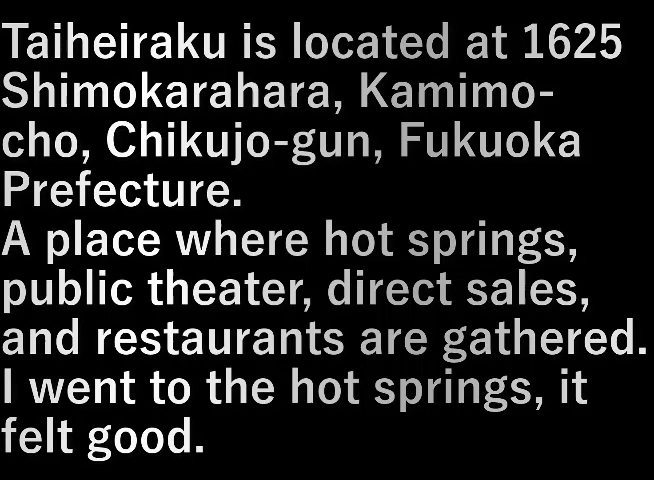 Taiheiraku is located at 1625
Shimokarahara, Kamimo-
cho, Chikujo-gun, Fukuoka
Prefecture.
A place where hot springs,
public theater, direct sales,
and restaurants are gathered.
I went to the hot springs, it
felt good.